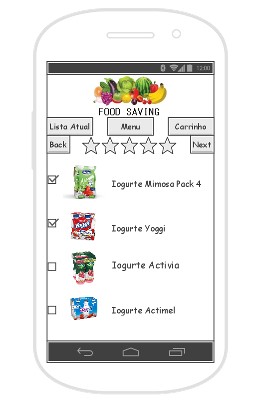 12:00
FOOD SAVING
Lista Atual Menu Carrinho
Back Next
Iogurte Mimosa Pack 4
Iogurte Yoggi
Iogurte Activia
Iogurte Actimel